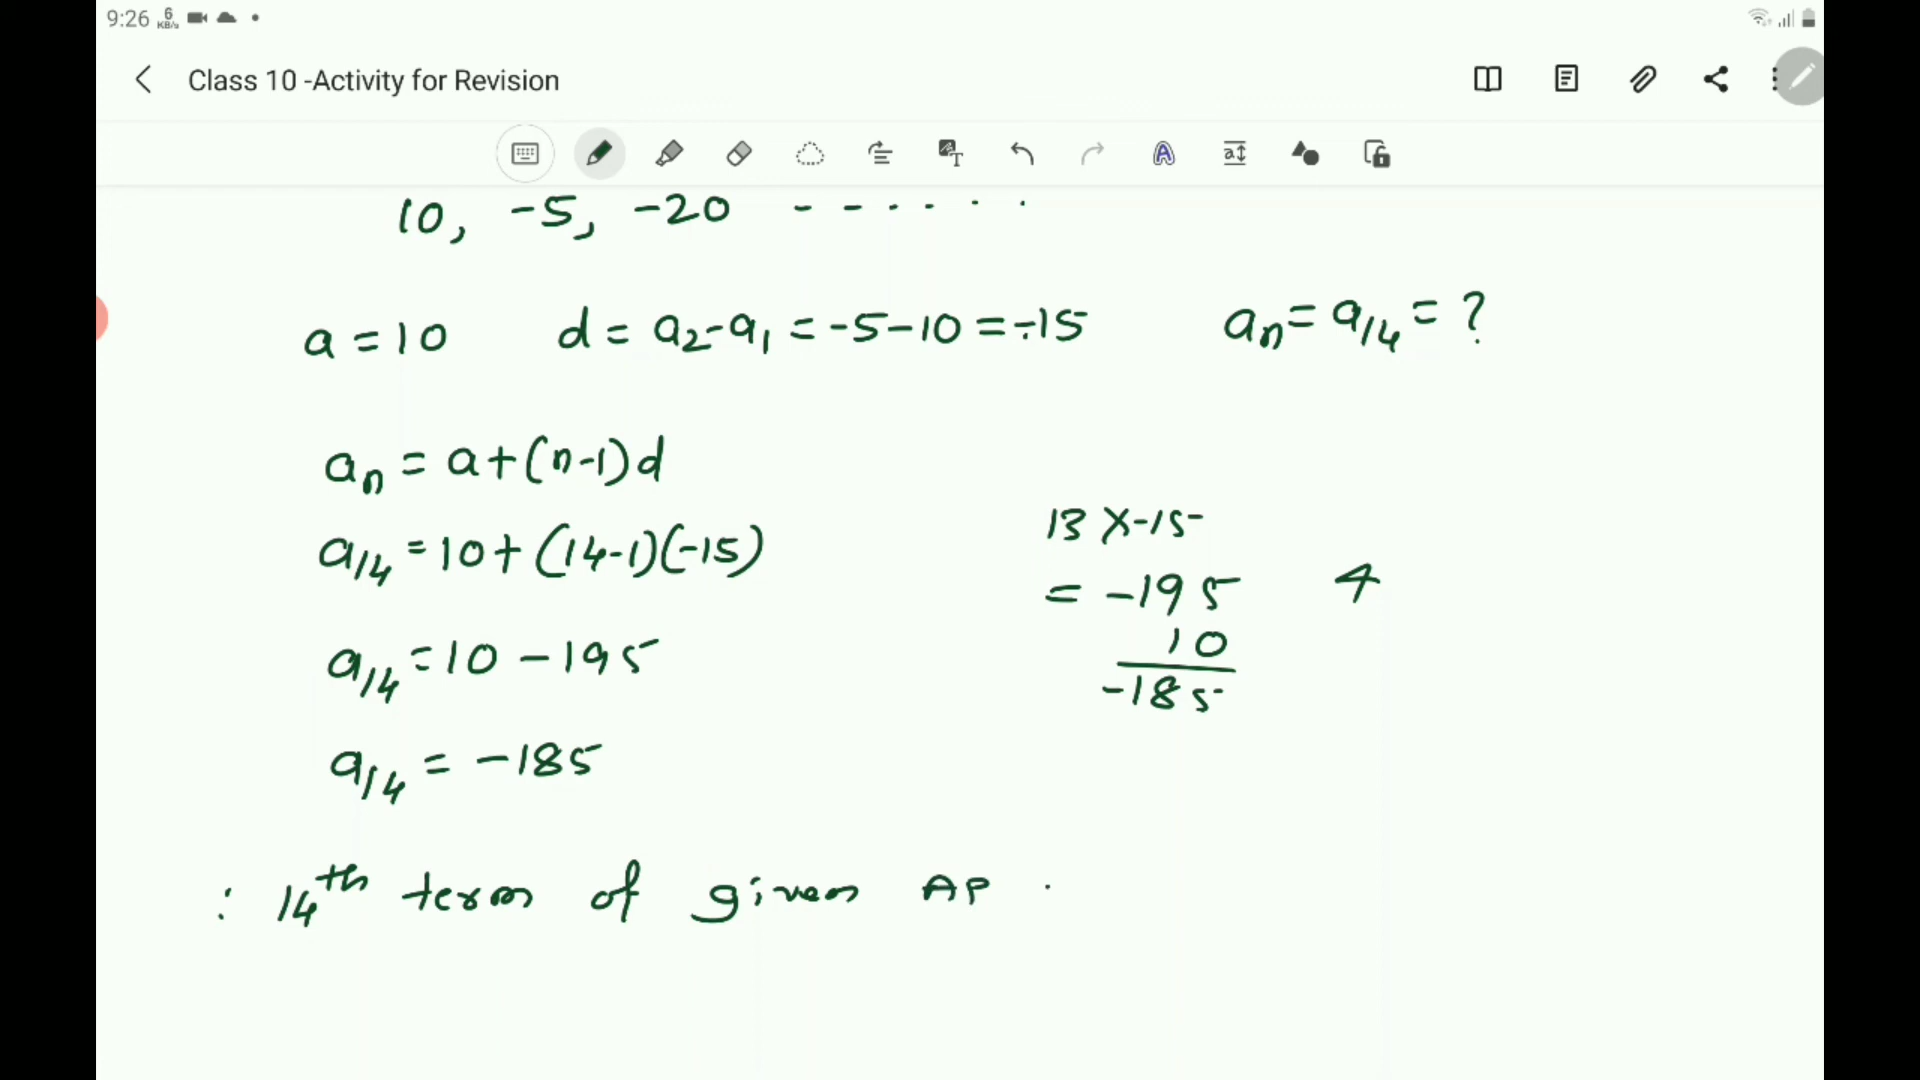 9:26 6 KB/s
Class 10 -Activity for Revision
10, -5, -20 - - - - - -
a = 10 d = a₂-a₁ = -5-10 = -15 aₙ = a₁₄ = ?
aₙ = a+(n-1)d
a₁₄ = 10+(14-1)(-15)
a₁₄ = 10 - 195
a₁₄ = -185
13 X-15
= -195 4
10
-185
: 14th term of given AP .